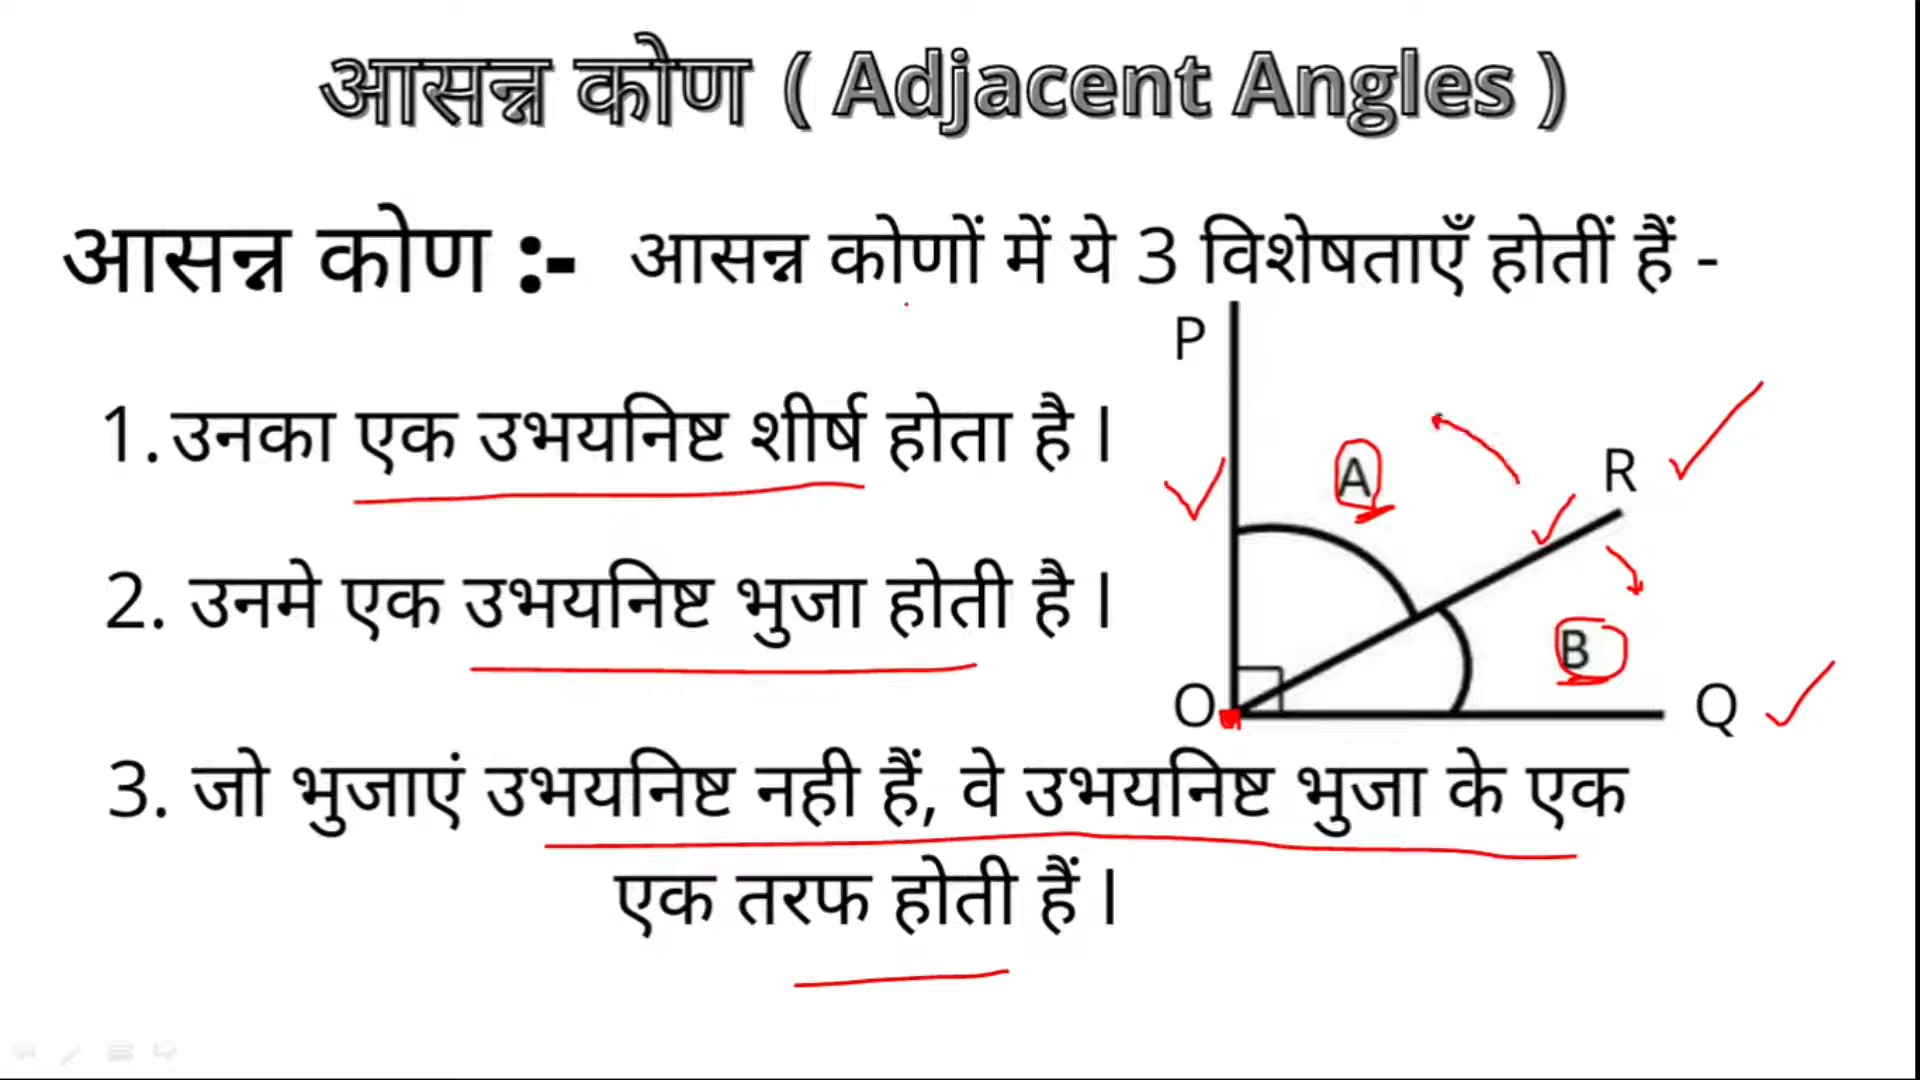 आसन्न कोण ( Adjacent Angles )
आसन्न कोण :- आसन्न कोणों में ये 3 विशेषताएँ होतीं हैं -
P
1. उनका एक उभयनिष्ट शीर्ष होता है l
A
R
2. उनमे एक उभयनिष्ट भुजा होती है l
B
O
Q
3. जो भुजाएं उभयनिष्ट नही हैं, वे उभयनिष्ट भुजा के एक
एक तरफ होती हैं l